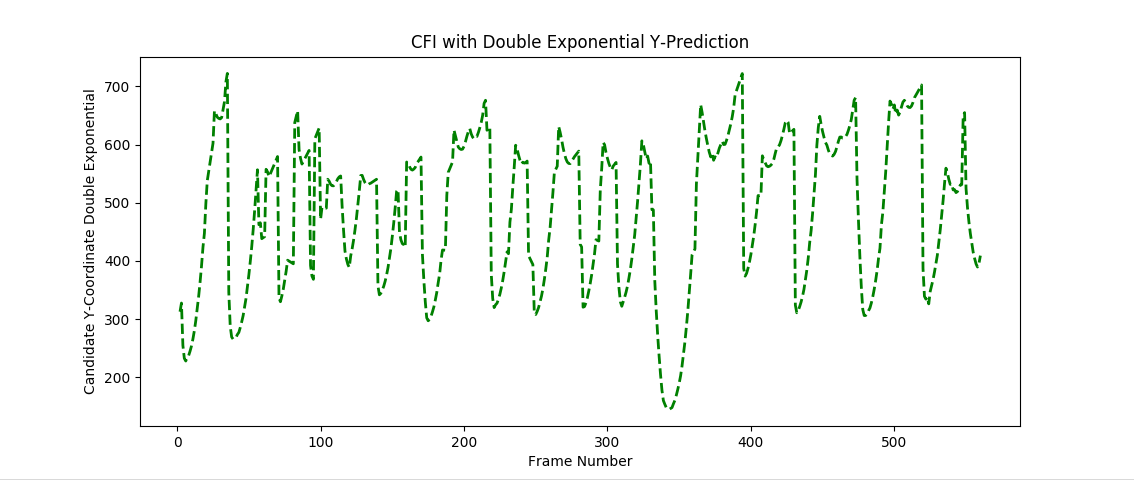 CFI with Double Exponential Y-Prediction
Candidate Y-Coordinate Double Exponential
700
600
500
400
300
200
0 100 200 300 400 500
Frame Number